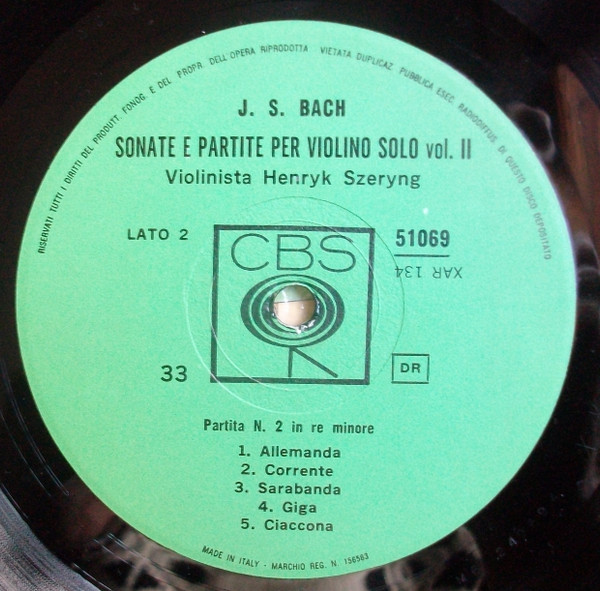 RISERVATI TUTTI I DIRITTI DEL PRODUTT. FONOG. E DEL PROPR. DELL'OPERA RIPRODOTTA - VIETATA DUPLICAZ. PUBBLICA ESEC. RADIODIFFUS. DI QUESTO DISCO DEPOSITATO
J. S. BACH
SONATE E PARTITE PER VIOLINO SOLO vol. II
Violinista Henryk Szeryng
LATO 2
CBS
51069
XAR 134
33
DR
Partita N. 2 in re minore
1. Allemanda
2. Corrente
3. Sarabanda
4. Giga
5. Ciaccona
MADE IN ITALY - MARCHIO REG. N. 156563